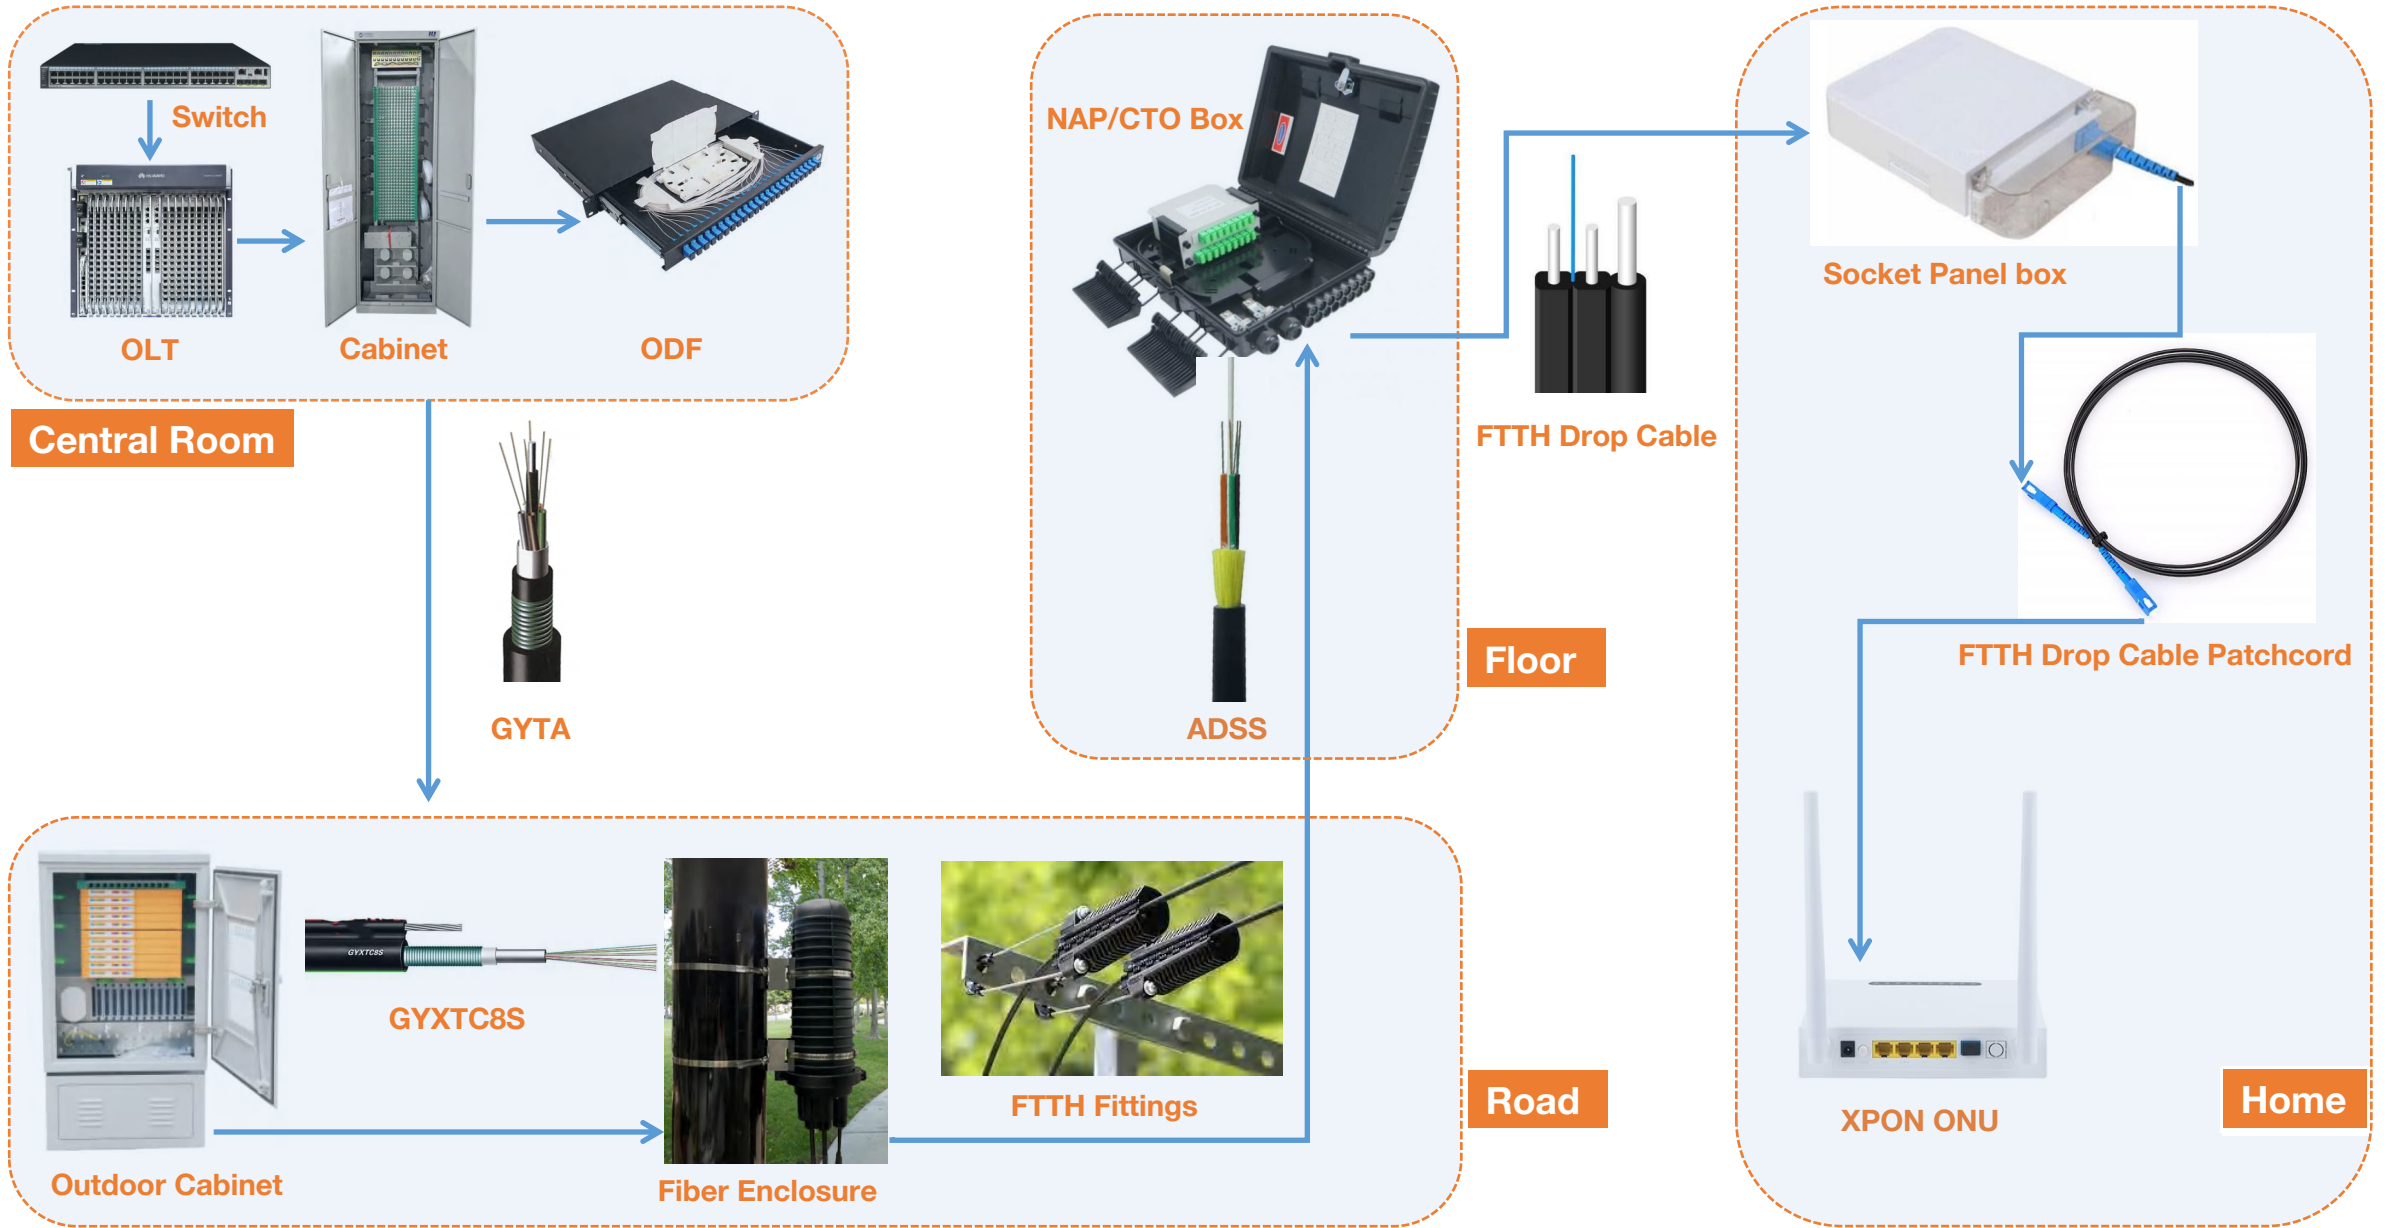 Switch
OLT
Cabinet
ODF
Central Room
GYTA
NAP/CTO Box
ADSS
Floor
FTTH Drop Cable
Socket Panel box
FTTH Drop Cable Patchcord
XPON ONU
Home
Outdoor Cabinet
GYXTC8S
GYXTC8S
Fiber Enclosure
FTTH Fittings
Road